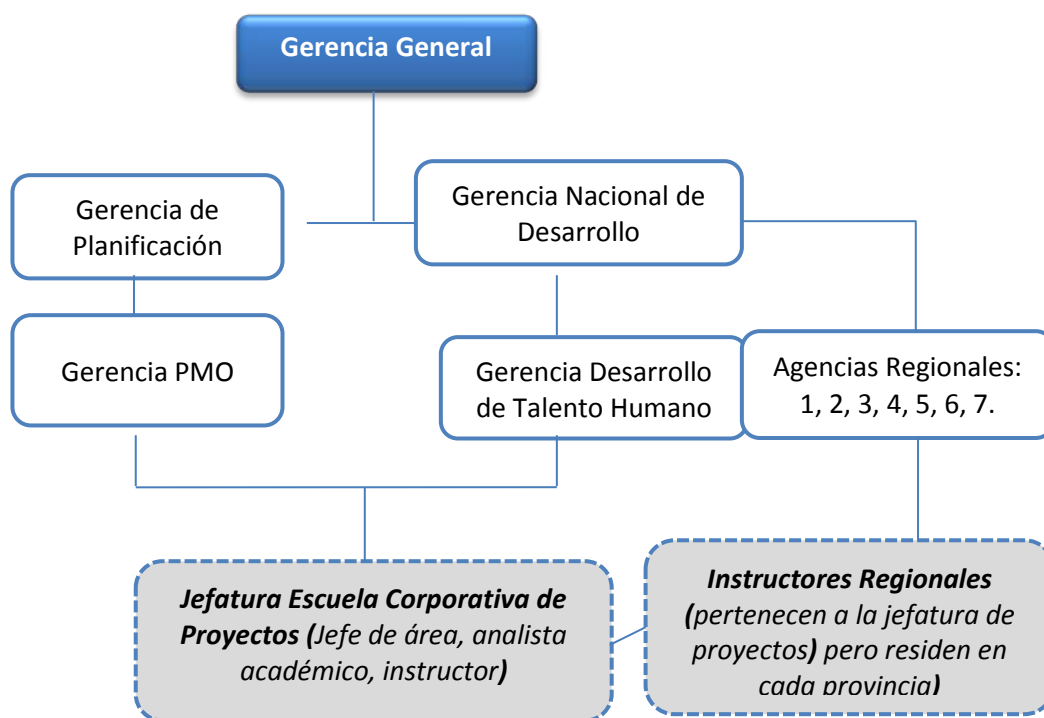 Gerencia General
Gerencia de
Planificación
Gerencia Nacional de
Desarrollo
Gerencia PMO
Gerencia Desarrollo
de Talento Humano
Agencias Regionales:
1, 2, 3, 4, 5, 6, 7.
Jefatura Escuela Corporativa de
Proyectos (Jefe de área, analista
académico, instructor)
Instructores Regionales
(pertenecen a la jefatura de
proyectos) pero residen en
cada provincia)